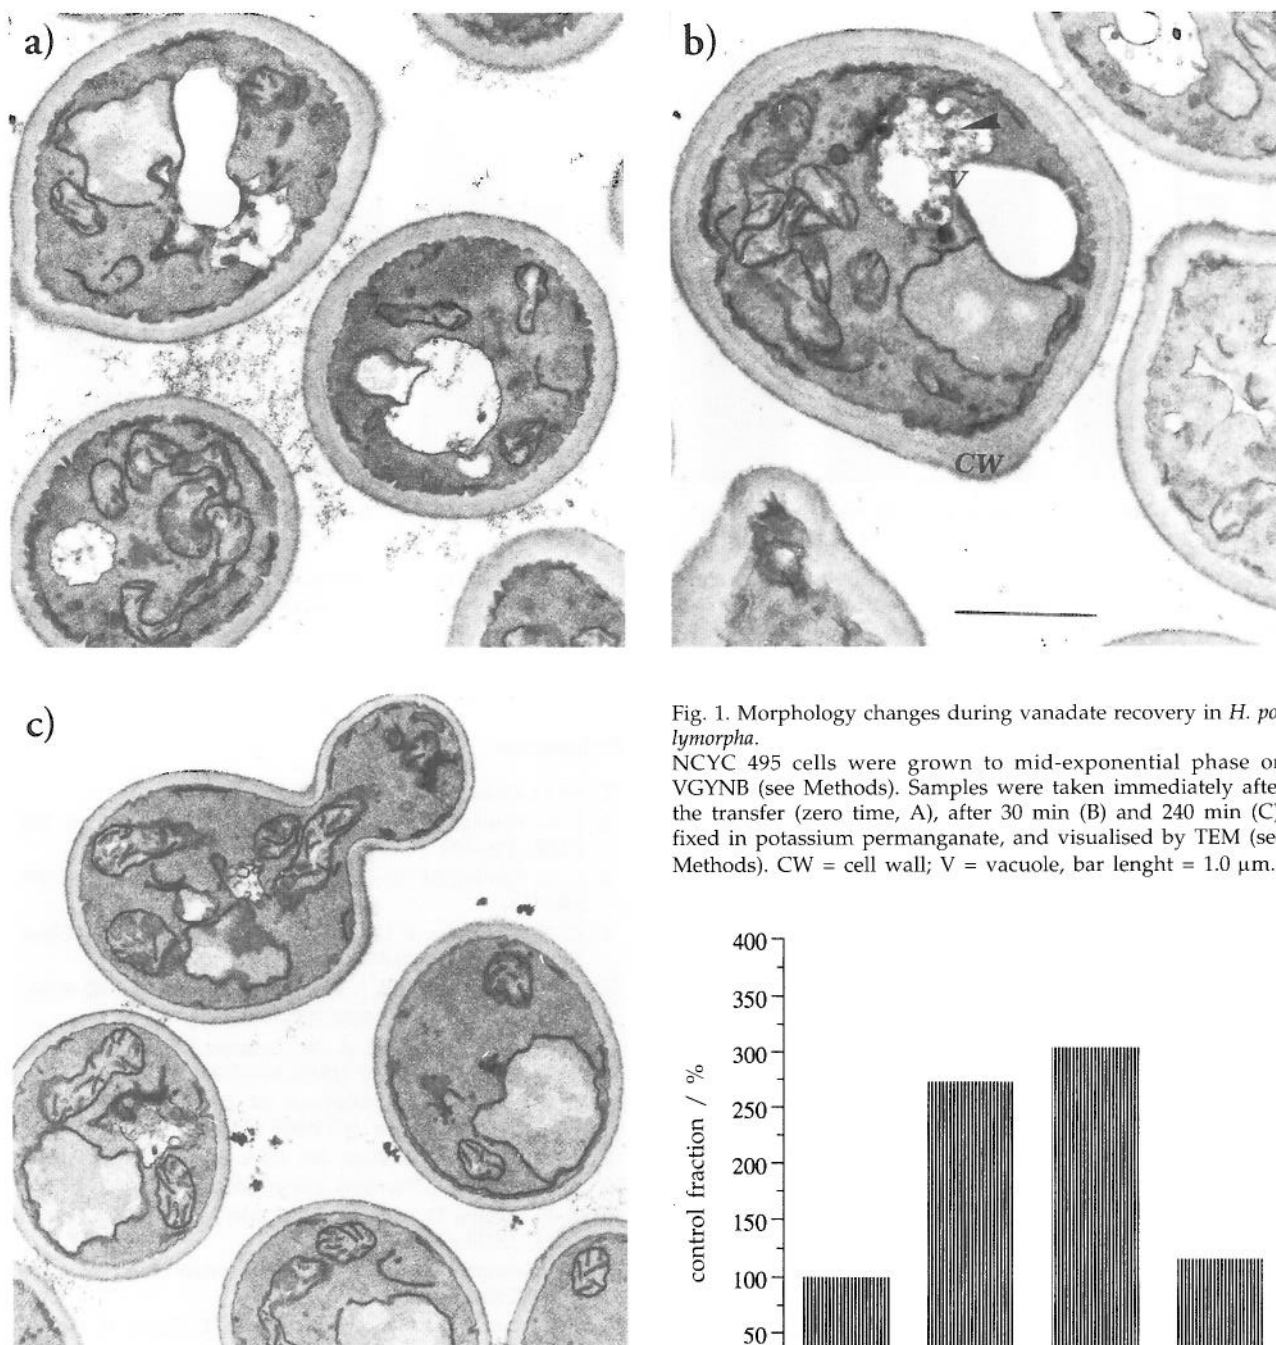 a)
b)
V
CW
c)
Fig. 1. Morphology changes during vanadate recovery in H. po
lymorpha.
NCYC 495 cells were grown to mid-exponential phase or
VGYNB (see Methods). Samples were taken immediately afte
the transfer (zero time, A), after 30 min (B) and 240 min (C)
fixed in potassium permanganate, and visualised by TEM (see
Methods). CW = cell wall; V = vacuole, bar lenght = 1.0 µm.
400
350
300
250
200
150
100
50
control fraction / %